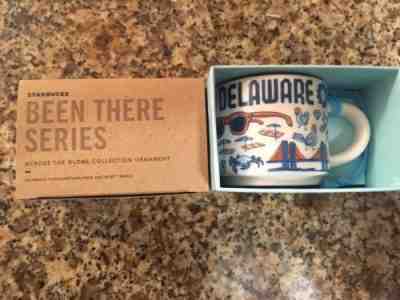 STARBUCKS
BEEN THERE
SERIES
ACROSS THE GLOBE COLLECTION ORNAMENT
DELAWARE